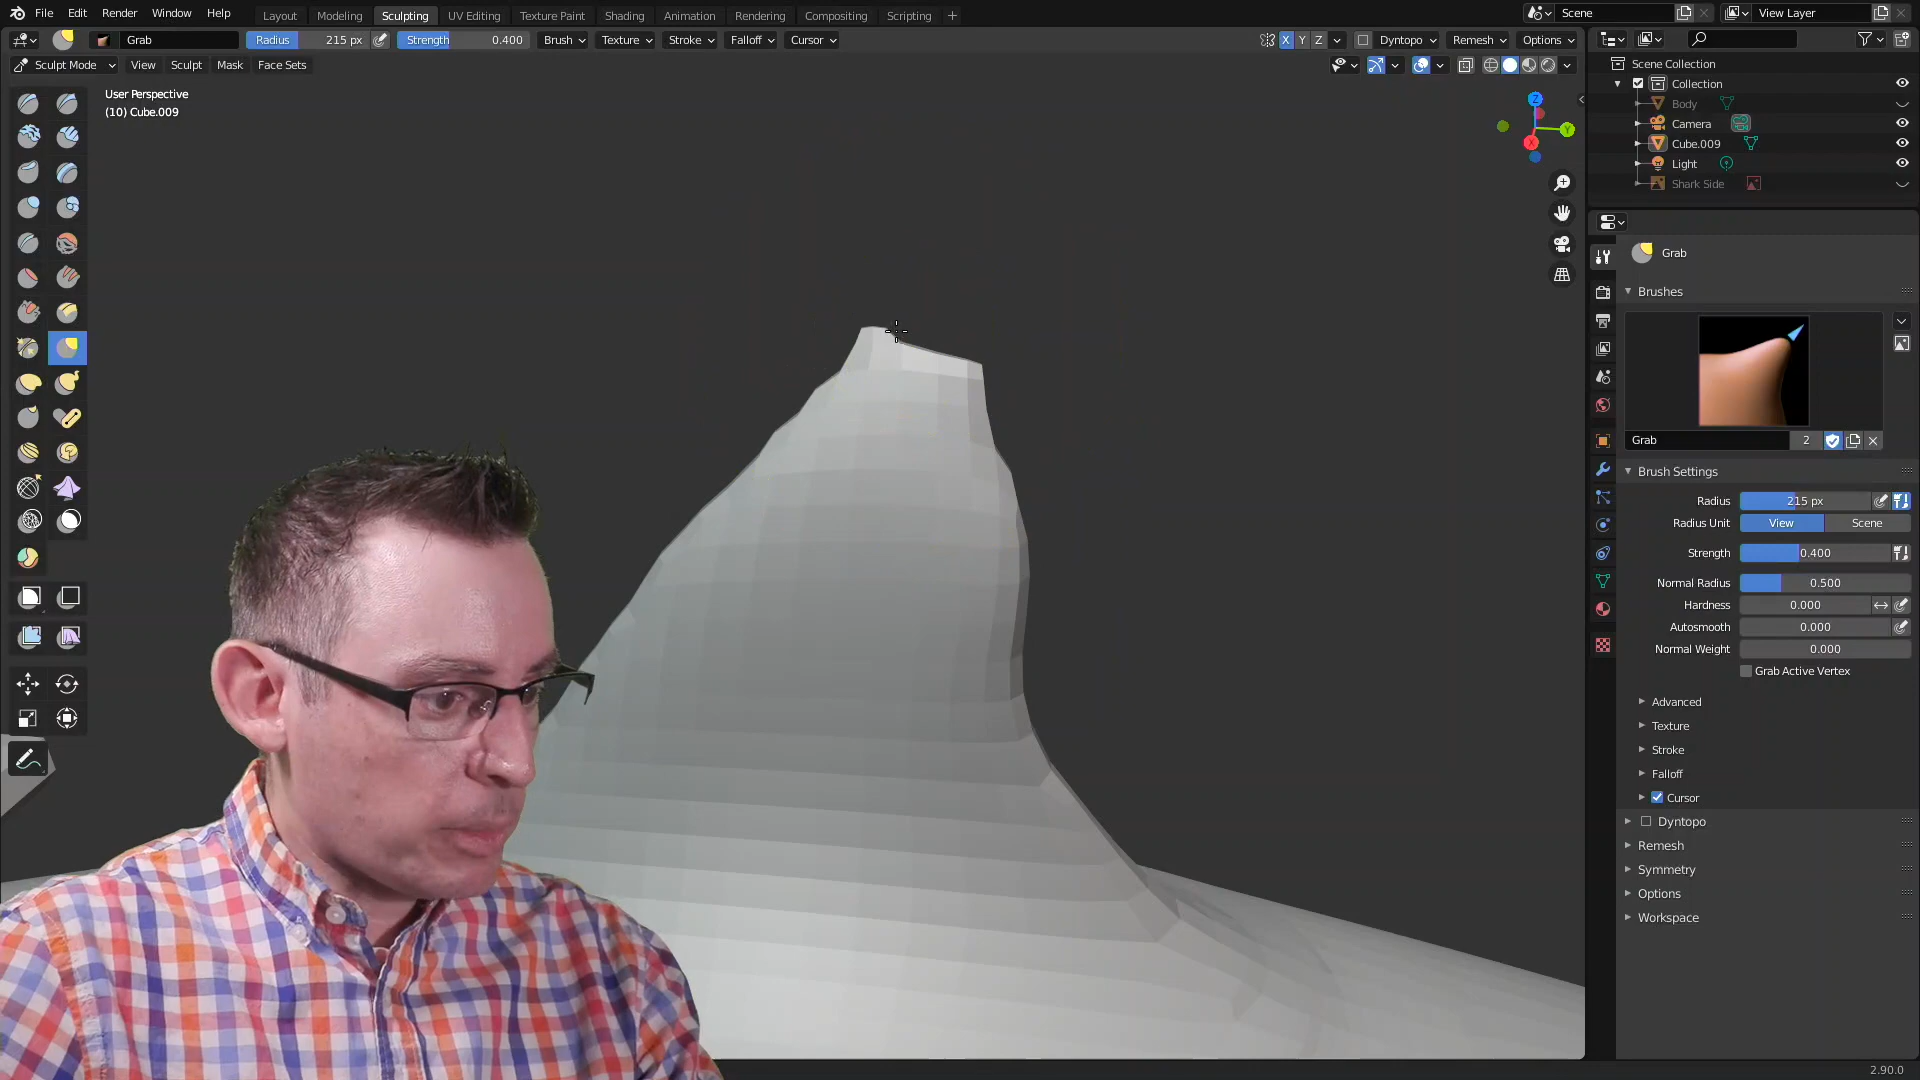 File Edit Render Window Help Layout Modeling Sculpting UV Editing Texture Paint Shading Animation Rendering Compositing Scripting + Scene View Layer
Grab Radius 215 px Strength 0.400 Brush Texture Stroke Falloff Cursor X Y Z Dyntopo Remesh Options
Sculpt Mode View Sculpt Mask Face Sets
User Perspective
(10) Cube.009
Z
Y
X
Scene Collection
Collection
Body
Camera
Cube.009
Light
Shark Side
Grab
Brushes
Grab 2
Brush Settings
Radius 215 px
Radius Unit View Scene
Strength 0.400
Normal Radius 0.500
Hardness 0.000
Autosmooth 0.000
Normal Weight 0.000
Grab Active Vertex
Advanced
Texture
Stroke
Falloff
Cursor
Dyntopo
Remesh
Symmetry
Options
Workspace
2.90.0